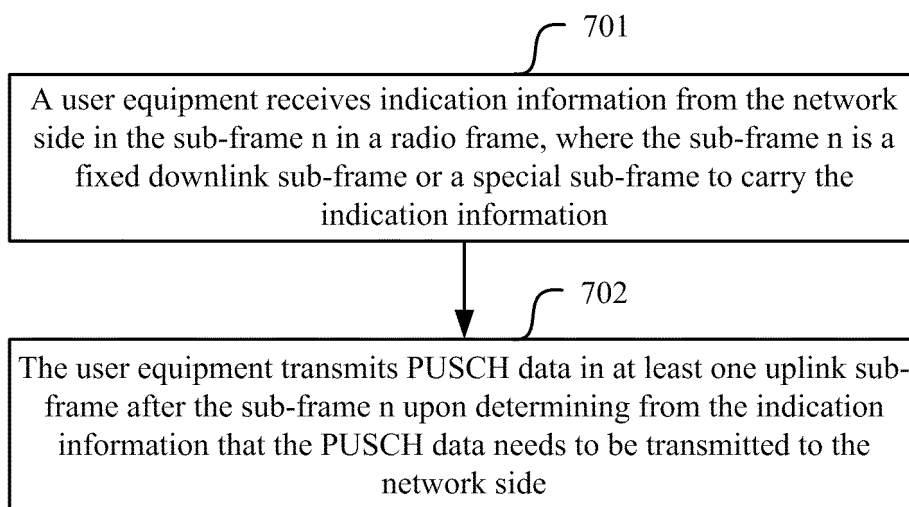 701
A user equipment receives indication information from the network
side in the sub-frame n in a radio frame, where the sub-frame n is a
fixed downlink sub-frame or a special sub-frame to carry the
indication information
702
The user equipment transmits PUSCH data in at least one uplink sub-
frame after the sub-frame n upon determining from the indication
information that the PUSCH data needs to be transmitted to the
network side